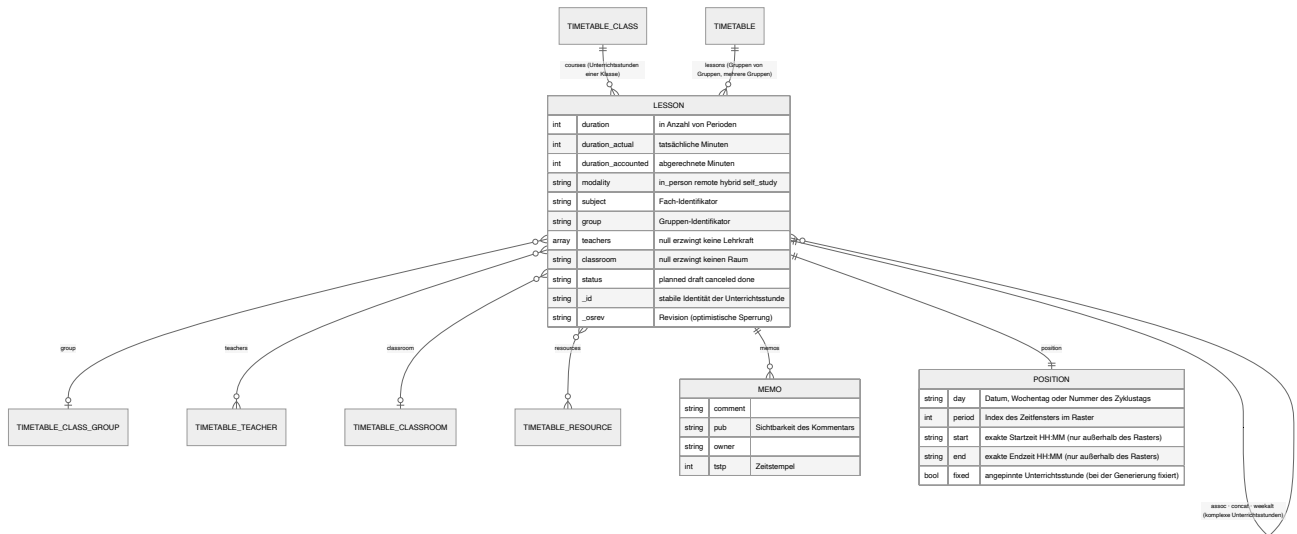 TIMETABLE_CLASS
TIMETABLE
courses (Unterrichtsstunden
einer Klasse)
lessons (Gruppen von
Gruppen, mehrere Gruppen)
LESSON
int duration in Anzahl von Perioden
int duration_actual tatsächliche Minuten
int duration_accounted abgerechnete Minuten
string modality in_person remote hybrid self_study
string subject Fach-Identifikator
string group Gruppen-Identifikator
array teachers null erzwingt keine Lehrkraft
string classroom null erzwingt keinen Raum
string status planned draft canceled done
string _id stabile Identität der Unterrichtsstunde
string _osrev Revision (optimistische Sperrung)
group
teachers
classroom
resources
memos
position
TIMETABLE_CLASS_GROUP
TIMETABLE_TEACHER
TIMETABLE_CLASSROOM
TIMETABLE_RESOURCE
MEMO
string comment
string pub Sichtbarkeit des Kommentars
string owner
int tstp Zeitstempel
POSITION
string day Datum, Wochentag oder Nummer des Zyklustags
int period Index des Zeitfensters im Raster
string start exakte Startzeit HH:MM (nur außerhalb des Rasters)
string end exakte Endzeit HH:MM (nur außerhalb des Rasters)
bool fixed angepinnte Unterrichtsstunde (bei der Generierung fixiert)
assoc · concat · weekalt
(komplexe Unterrichtsstunden)